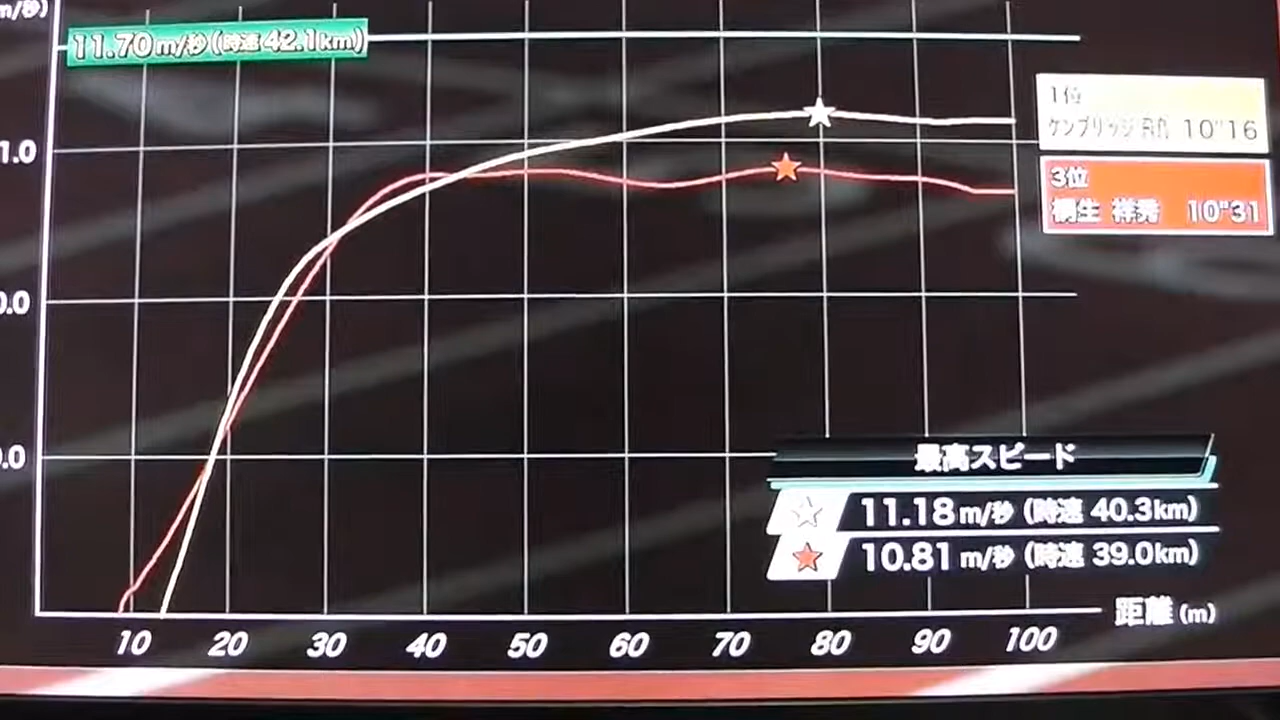 m/秒)
11.70m/秒(時速 42.1km)
1位
ケンブリッジ 飛鳥 10"16
1.0
3位
桐生 祥秀 10"31
0.0
最高スピード
0.0
☆ 11.18m/秒(時速 40.3km)
★ 10.81m/秒(時速 39.0km)
距離(m)
10 20 30 40 50 60 70 80 90 100